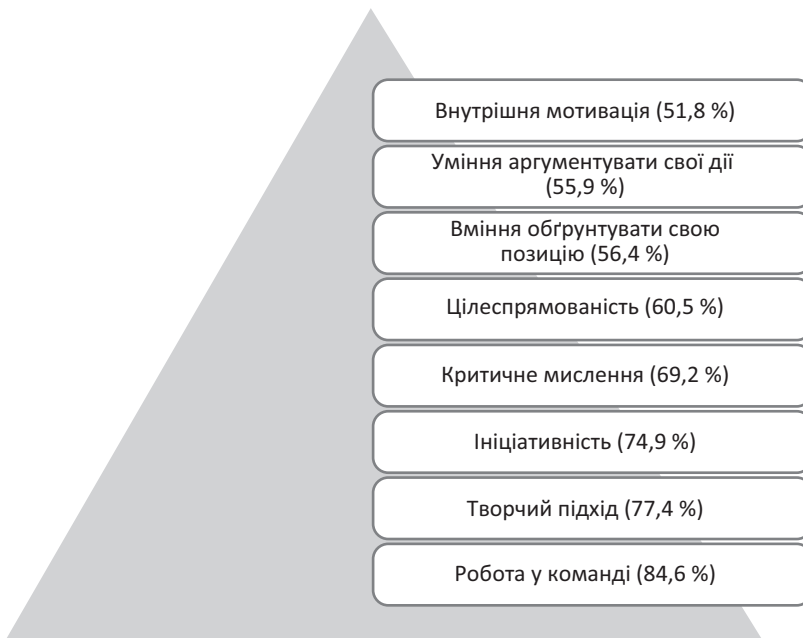 Внутрішня мотивація (51,8 %)
Уміння аргументувати свої дії
(55,9 %)
Вміння обґрунтувати свою
позицію (56,4 %)
Цілеспрямованість (60,5 %)
Критичне мислення (69,2 %)
Ініціативність (74,9 %)
Творчий підхід (77,4 %)
Робота у команді (84,6 %)